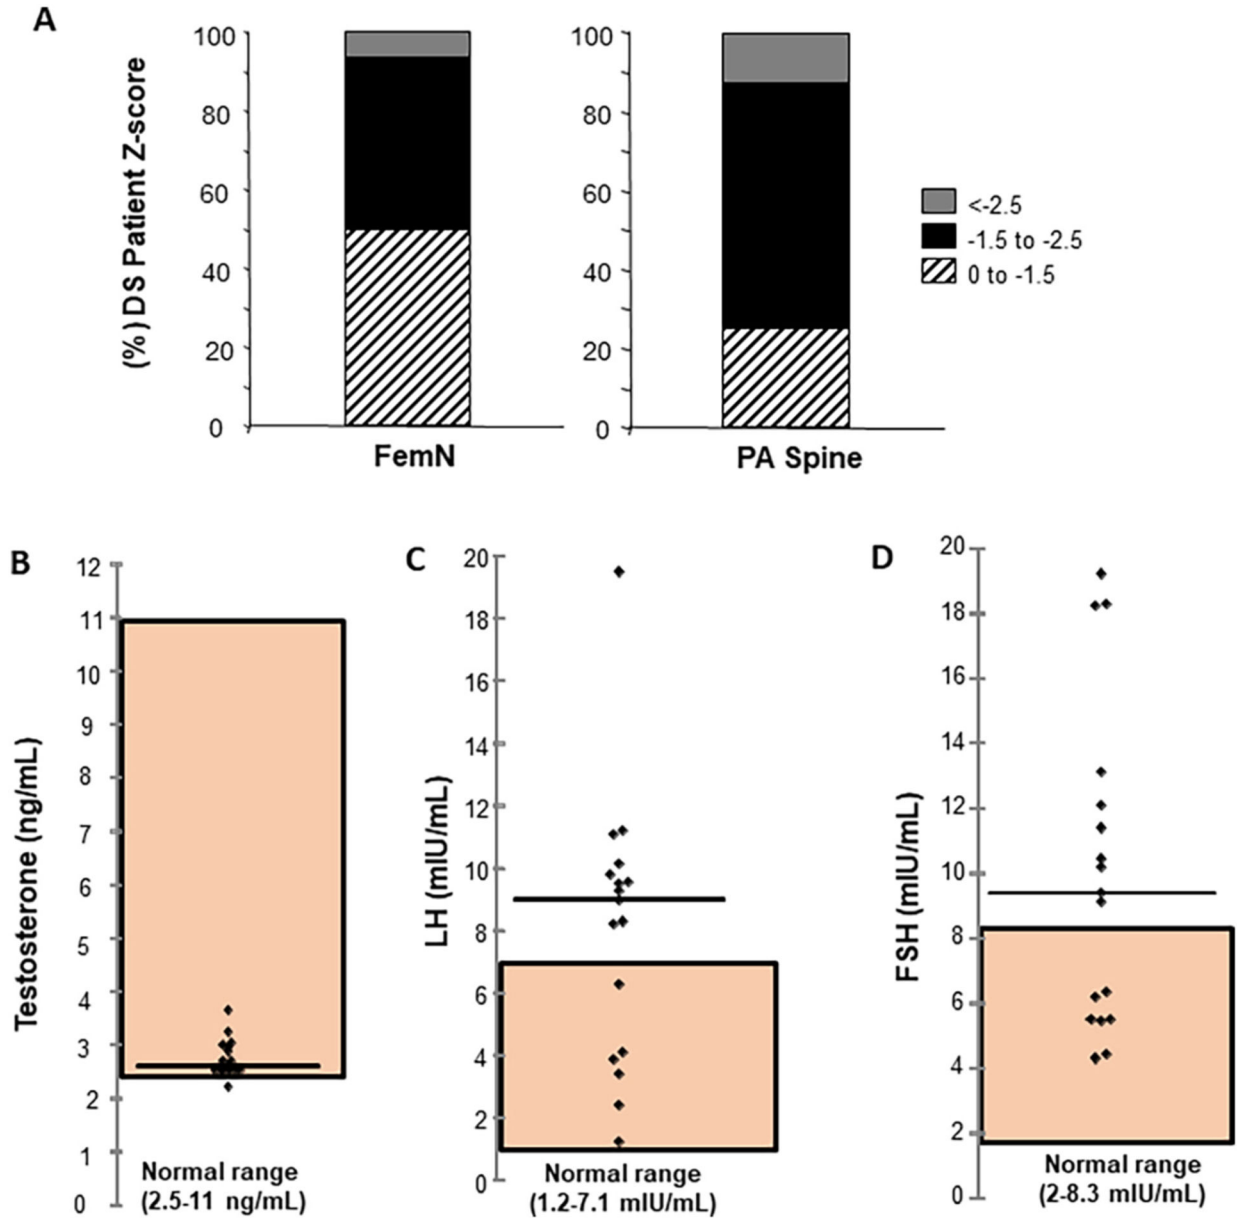 A
(%) DS Patient Z-score
100
80
60
40
20
0
FemN
100
80
60
40
20
0
PA Spine
<-2.5
-1.5 to -2.5
0 to -1.5
B
Testosterone (ng/mL)
12
11
10
9
8
7
6
5
4
3
2
1
0
Normal range
(2.5-11 ng/mL)
C
LH (mIU/mL)
20
18
16
14
12
10
8
6
4
2
0
Normal range
(1.2-7.1 mIU/mL)
D
FSH (mIU/mL)
20
18
16
14
12
10
8
6
4
2
0
Normal range
(2-8.3 mIU/mL)